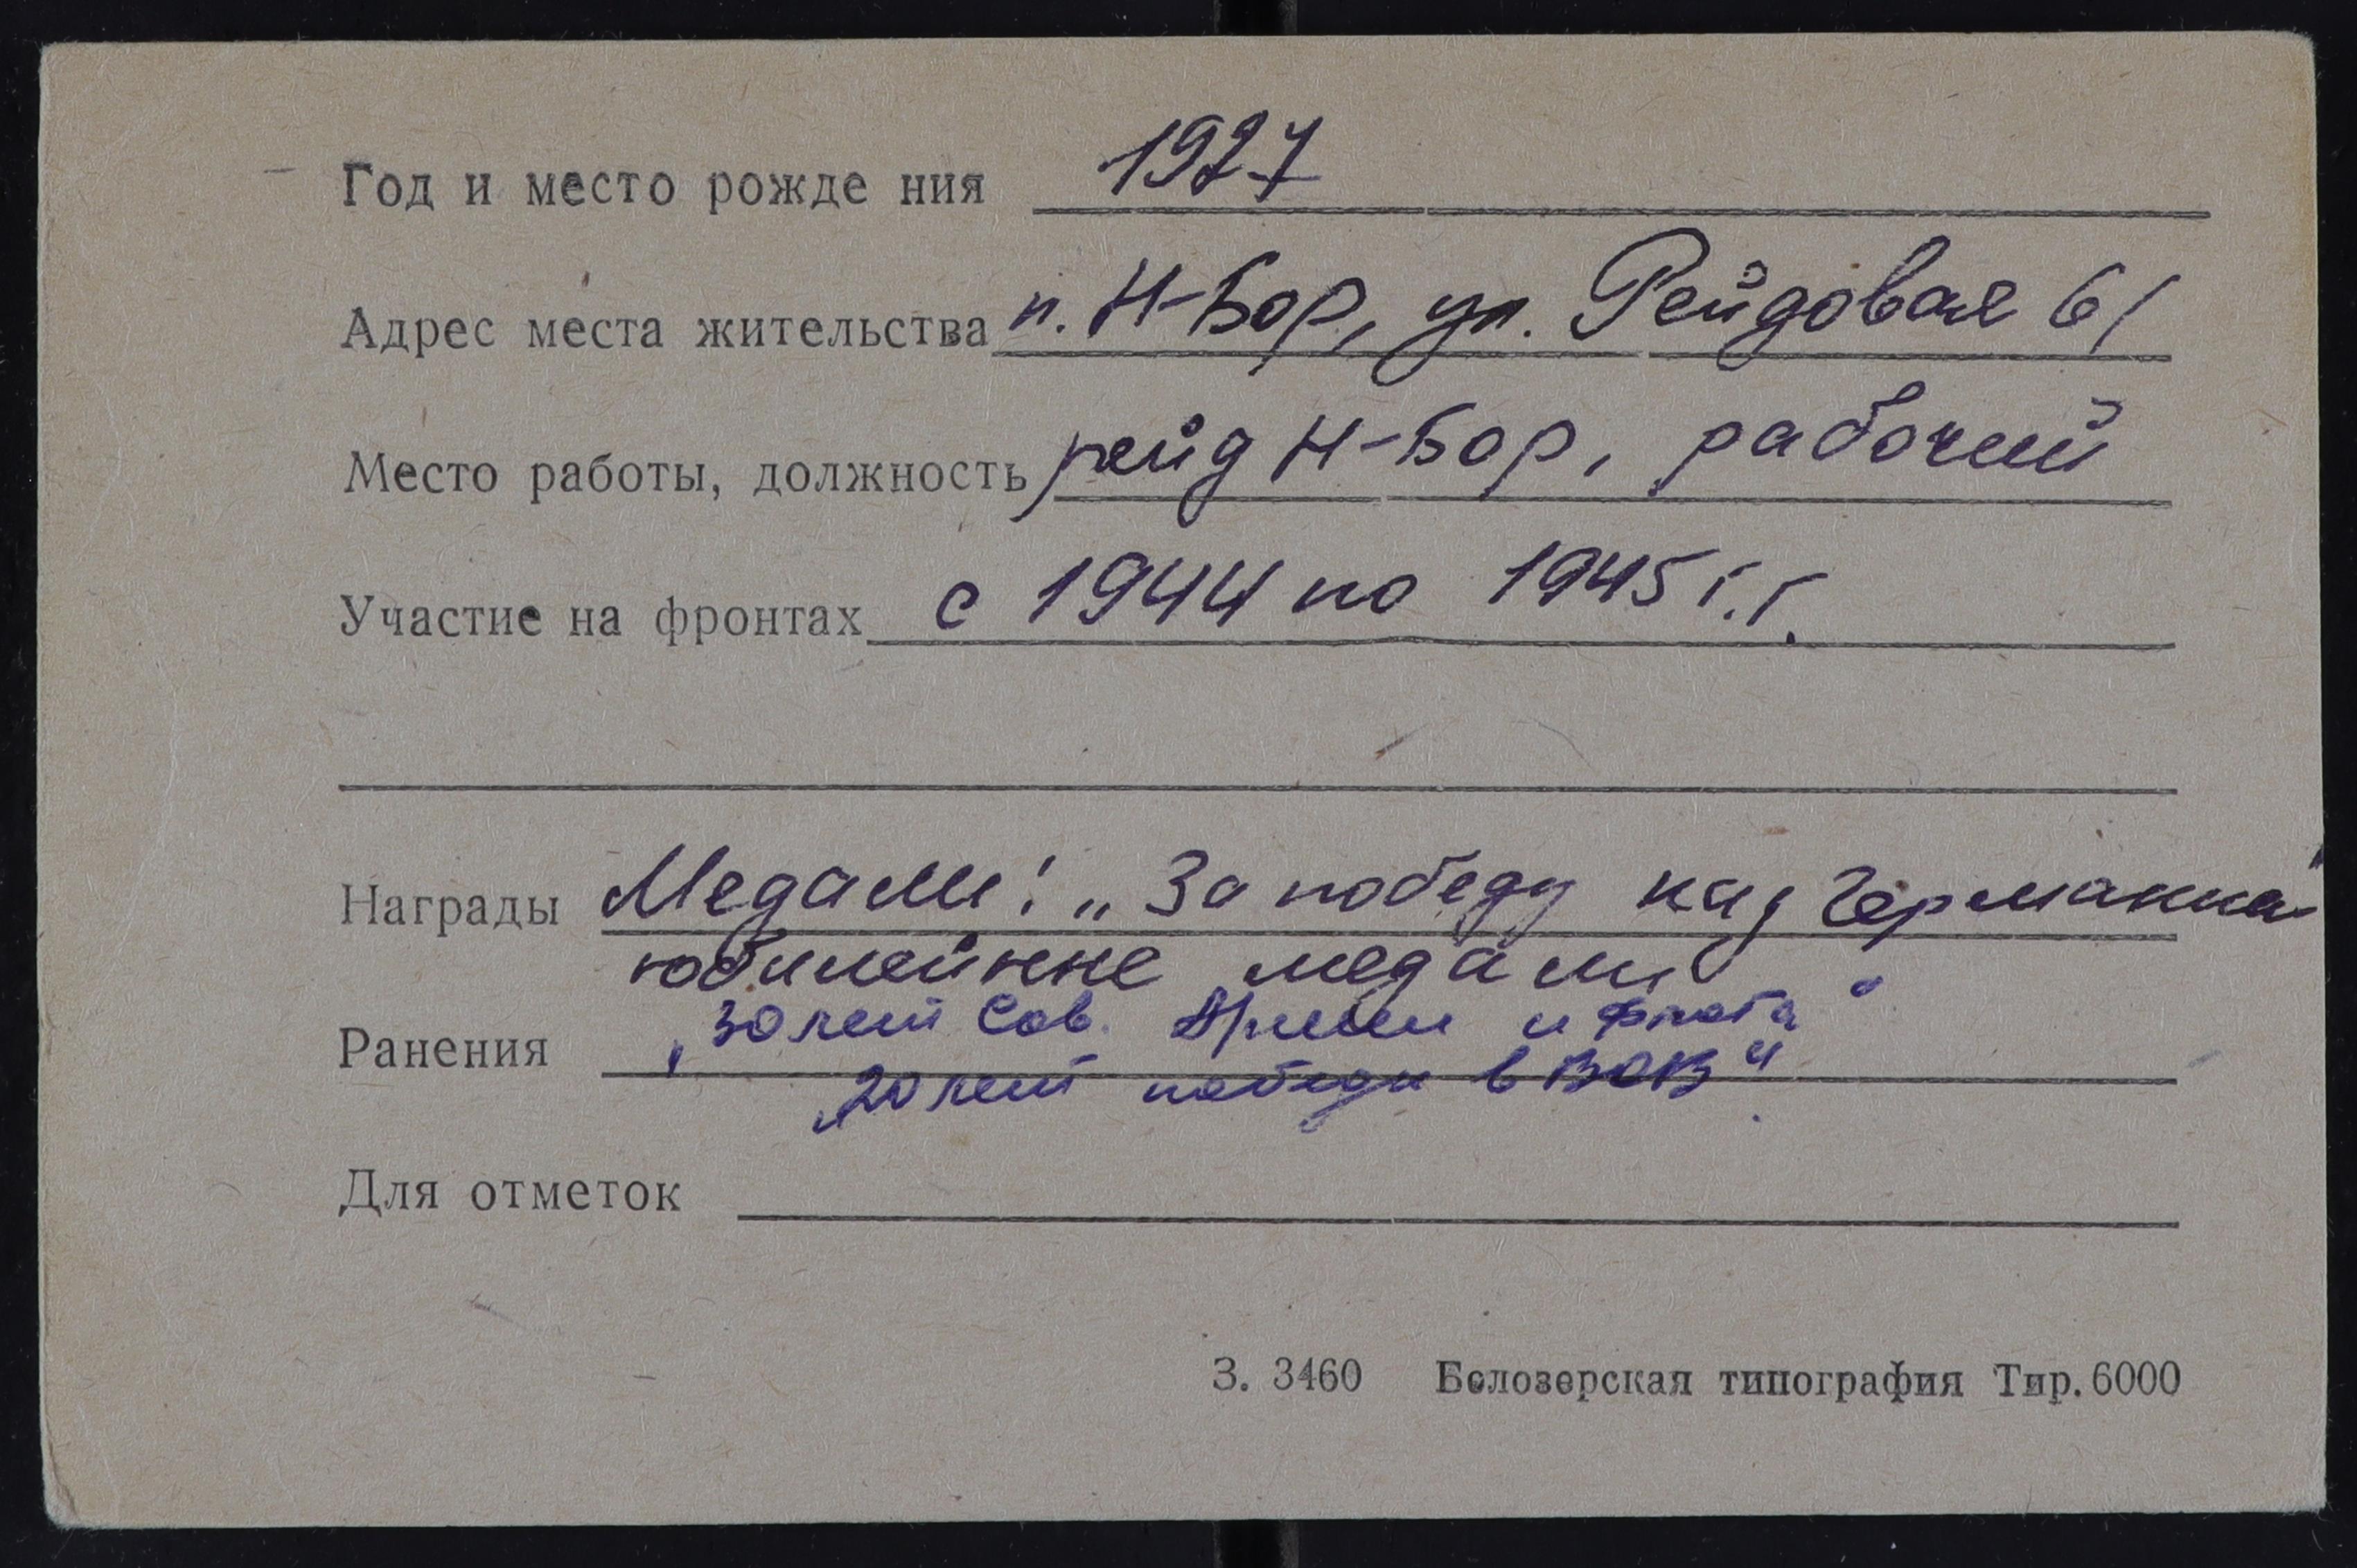 Год и место рожде ния 1927
Адрес места жительства п. Н-Бор, ул. Рейдовая 61
Место работы, должность рейд Н-Бор, рабочий
Участие на фронтах с 1944 по 1945 г.г.
Награды Медали: „За победу над Германией"
юбилейные медали
„30 лет Сов. Армии и флота"
Ранения
„20 лет победы в ВОВ"
Для отметок
З. 3460 Белозерская типография Тир. 6000